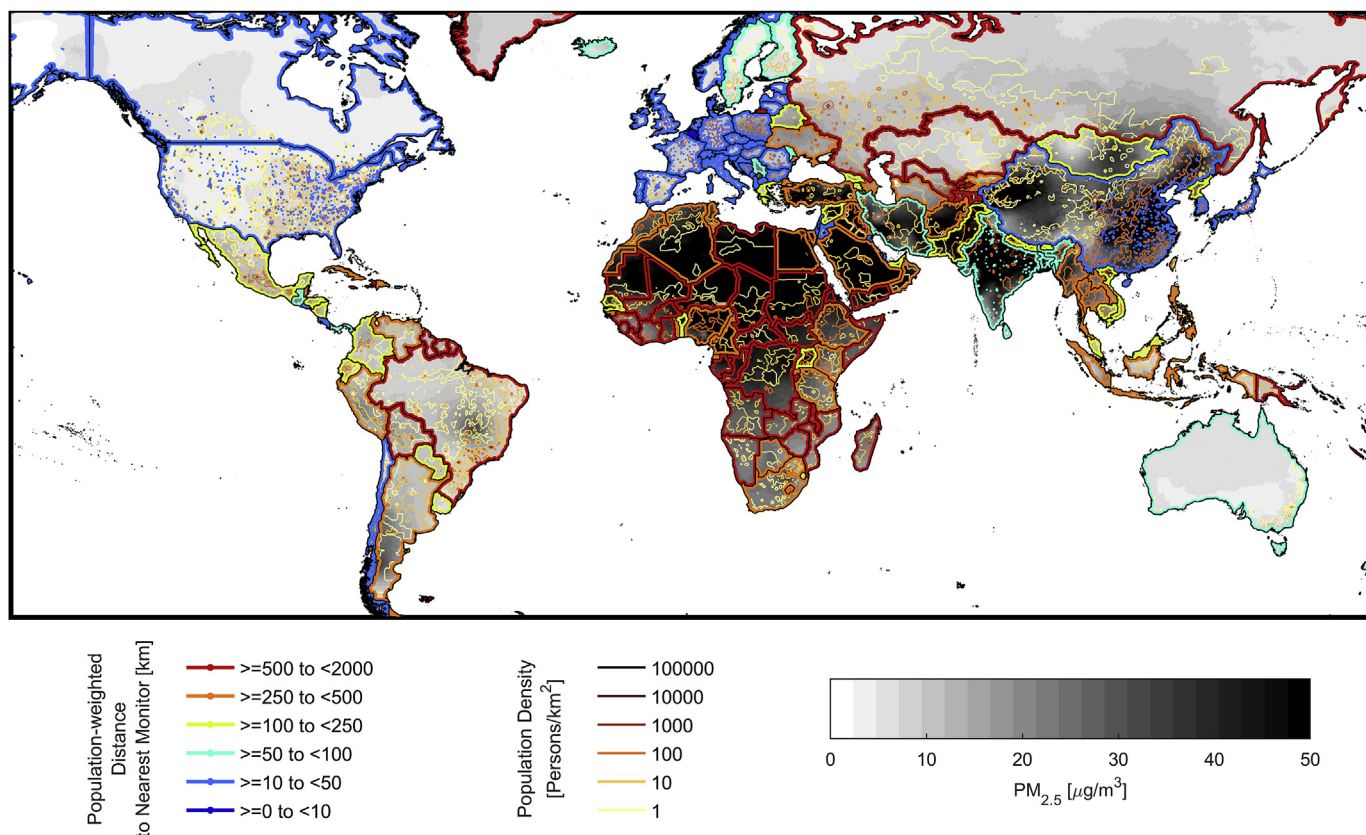 Population-weighted
Distance
to Nearest Monitor [km]
>=500 to <2000
>=250 to <500
>=100 to <250
>=50 to <100
>=10 to <50
>=0 to <10
Population Density
[Persons/km²]
100000
10000
1000
100
10
1
0 10 20 30 40 50
PM₂.₅ [μg/m³]